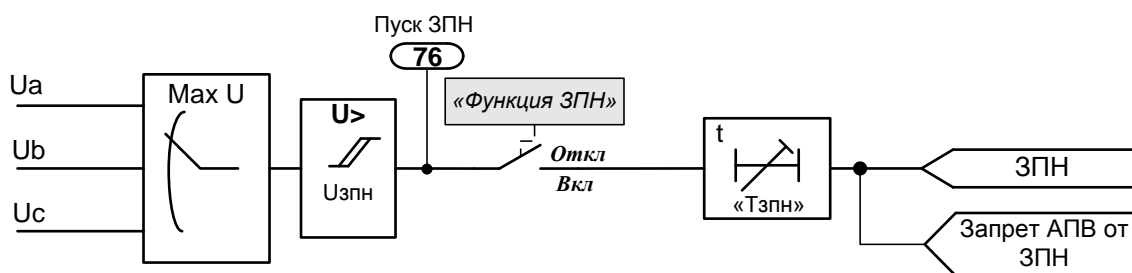 Пуск ЗПН
76
Ua
Ub
Uc
Max U
U>
Uзпн
«Функция ЗПН»
Откл
Вкл
t
«Тзпн»
ЗПН
Запрет АПВ от
ЗПН